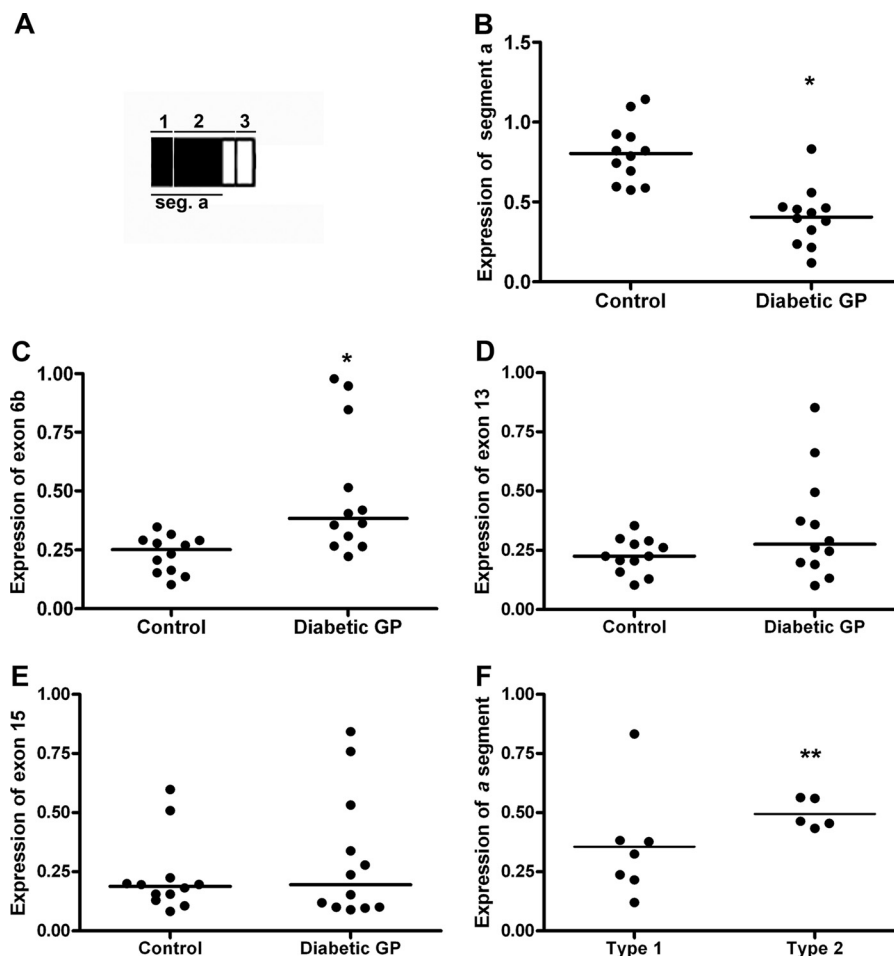 A
1 2 3
seg. a
B
Expression of segment a
1.5
1.0
0.5
0.0
*
Control Diabetic GP
C
Expression of exon 6b
1.00
0.75
0.50
0.25
0.00
*
Control Diabetic GP
D
Expression of exon 13
1.00
0.75
0.50
0.25
0.00
Control Diabetic GP
E
Expression of exon 15
1.00
0.75
0.50
0.25
0.00
Control Diabetic GP
F
Expression of a segment
1.00
0.75
0.50
0.25
0.00
**
Type 1 Type 2